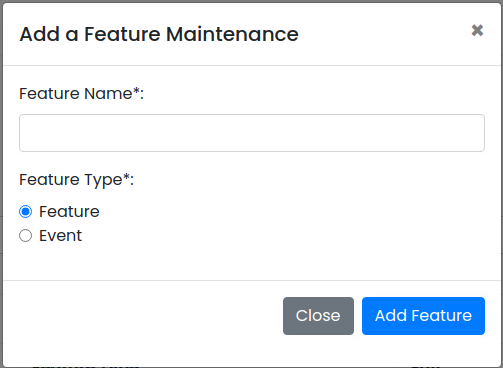 Add a Feature Maintenance ✖
Feature Name*:
Feature Type*:
Feature
Event
Close Add Feature